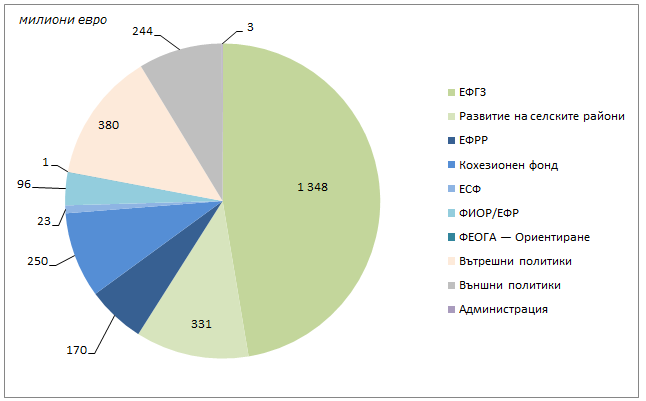 милиони евро
244
3
380
1
96
23
250
170
331
1 348
ЕФГЗ
Развитие на селските райони
ЕФРР
Кохезионен фонд
ЕСФ
ФИОР/ЕФР
ФЕОГА — Ориентиране
Вътрешни политики
Външни политики
Администрация